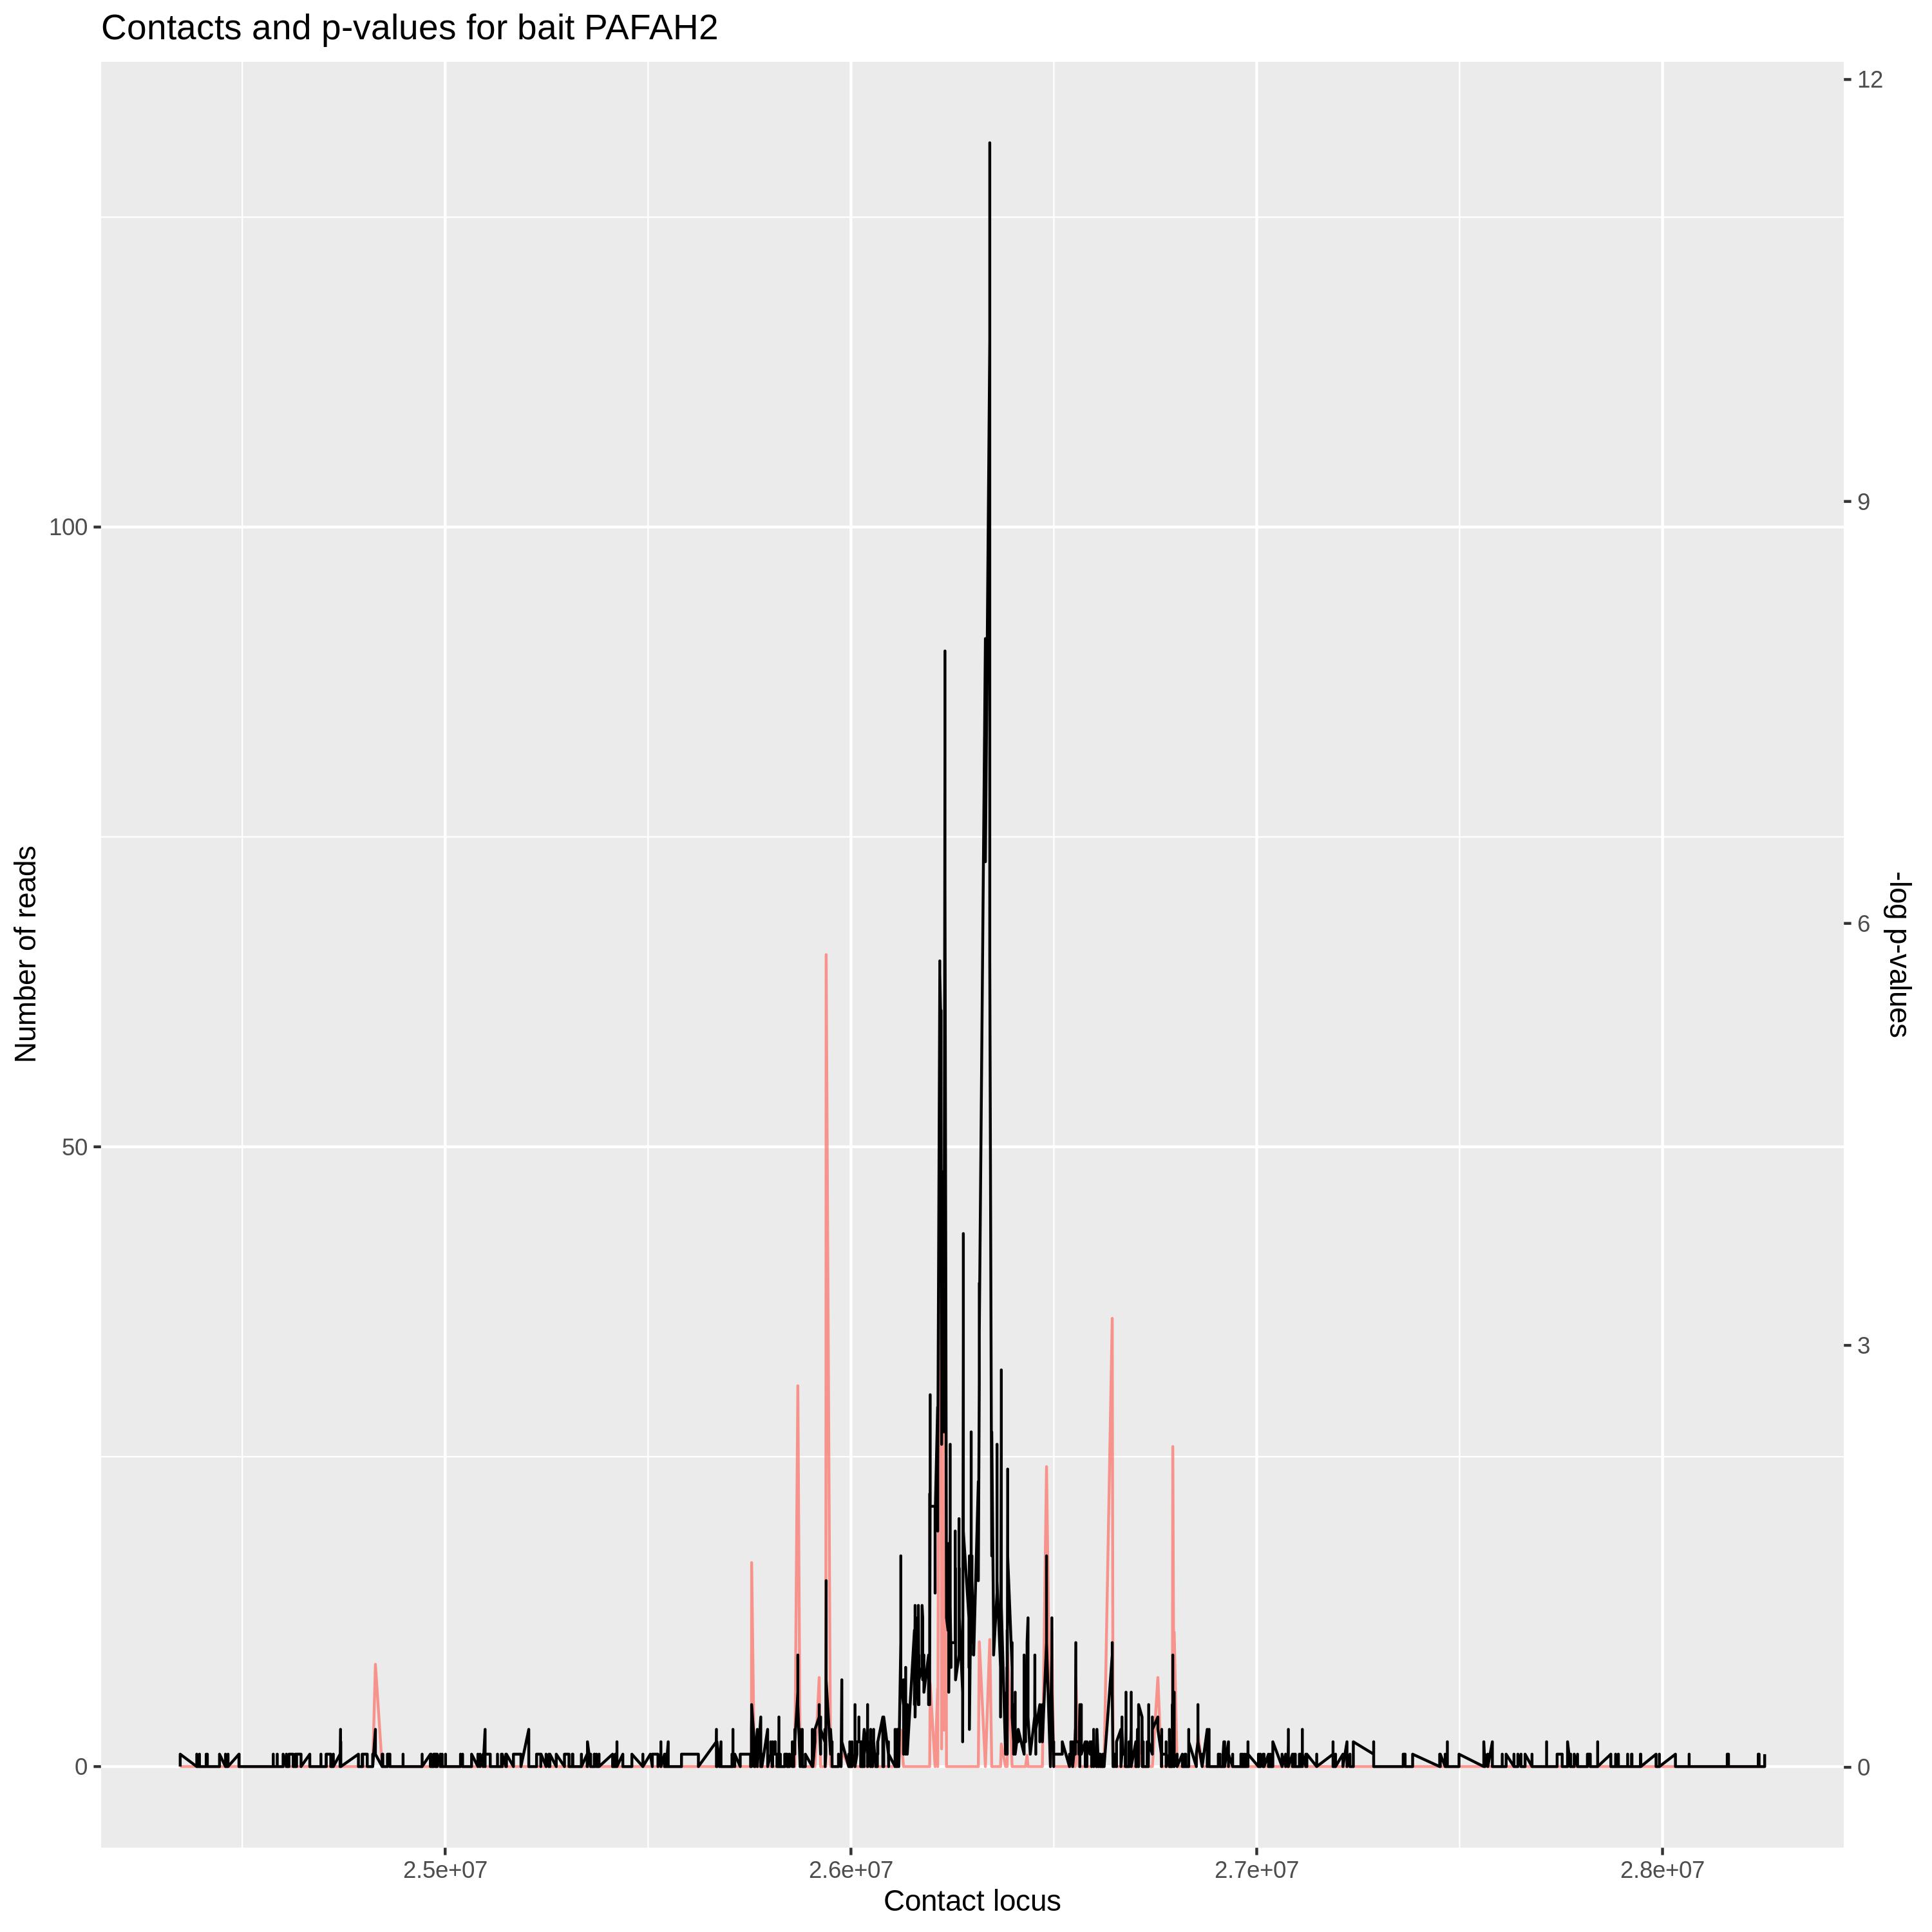 Contacts and p-values for bait PAFAH2
Number of reads
100
50
0
12
9
6
3
0
-log p-values
2.5e+07 2.6e+07 2.7e+07 2.8e+07
Contact locus